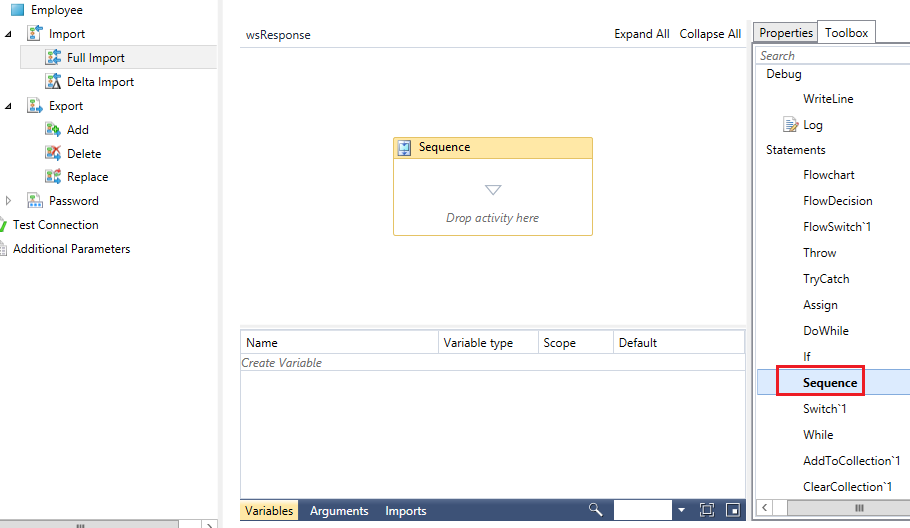 Employee
Import
Full Import
Delta Import
Export
Add
Delete
Replace
Password
Test Connection
Additional Parameters
wsResponse
Expand All Collapse All
Sequence
Drop activity here
Name Variable type Scope Default
Create Variable
Variables Arguments Imports
Properties Toolbox
Search
Debug
WriteLine
Log
Statements
Flowchart
FlowDecision
FlowSwitch`1
Throw
TryCatch
Assign
DoWhile
If
Sequence
Switch`1
While
AddToCollection`1
ClearCollection`1